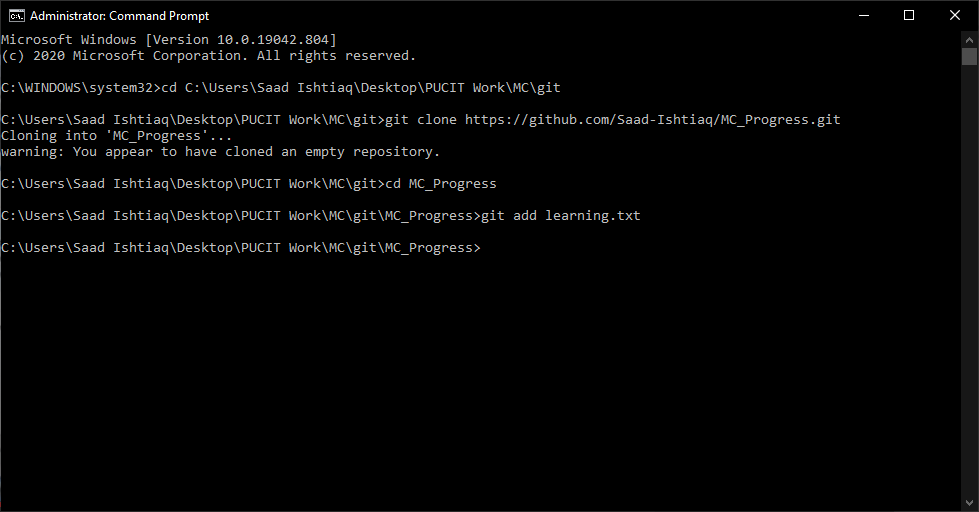 Administrator: Command Prompt
Microsoft Windows [Version 10.0.19042.804]
(c) 2020 Microsoft Corporation. All rights reserved.
C:\WINDOWS\system32>cd C:\Users\Saad Ishtiaq\Desktop\PUCIT Work\MC\git
C:\Users\Saad Ishtiaq\Desktop\PUCIT Work\MC\git>git clone https://github.com/Saad-Ishtiaq/MC_Progress.git
Cloning into 'MC_Progress'...
warning: You appear to have cloned an empty repository.
C:\Users\Saad Ishtiaq\Desktop\PUCIT Work\MC\git>cd MC_Progress
C:\Users\Saad Ishtiaq\Desktop\PUCIT Work\MC\git\MC_Progress>git add learning.txt
C:\Users\Saad Ishtiaq\Desktop\PUCIT Work\MC\git\MC_Progress>